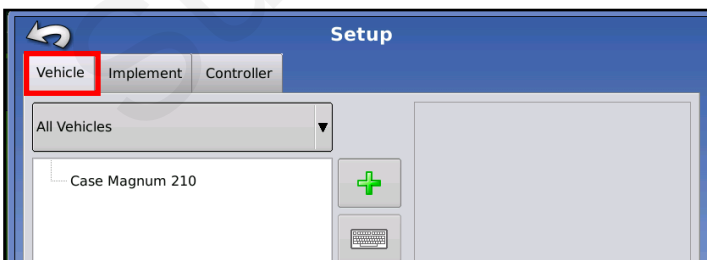 Setup
Vehicle Implement Controller
All Vehicles
Case Magnum 210